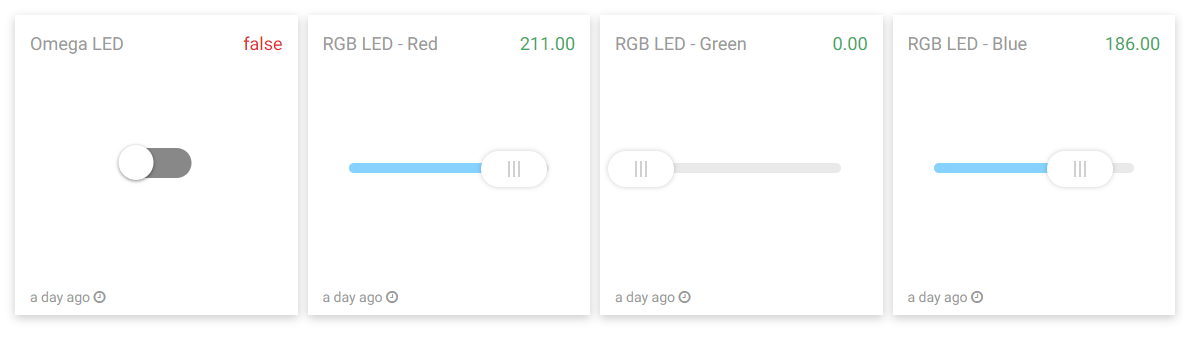 Omega LED false
RGB LED - Red 211.00
RGB LED - Green 0.00
RGB LED - Blue 186.00
a day ago
a day ago
a day ago
a day ago